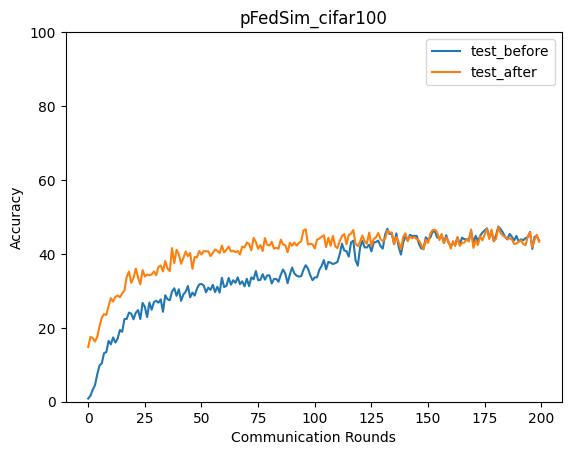 pFedSim_cifar100
100
80
60
40
20
0
Accuracy
test_before
test_after
0 25 50 75 100 125 150 175 200
Communication Rounds